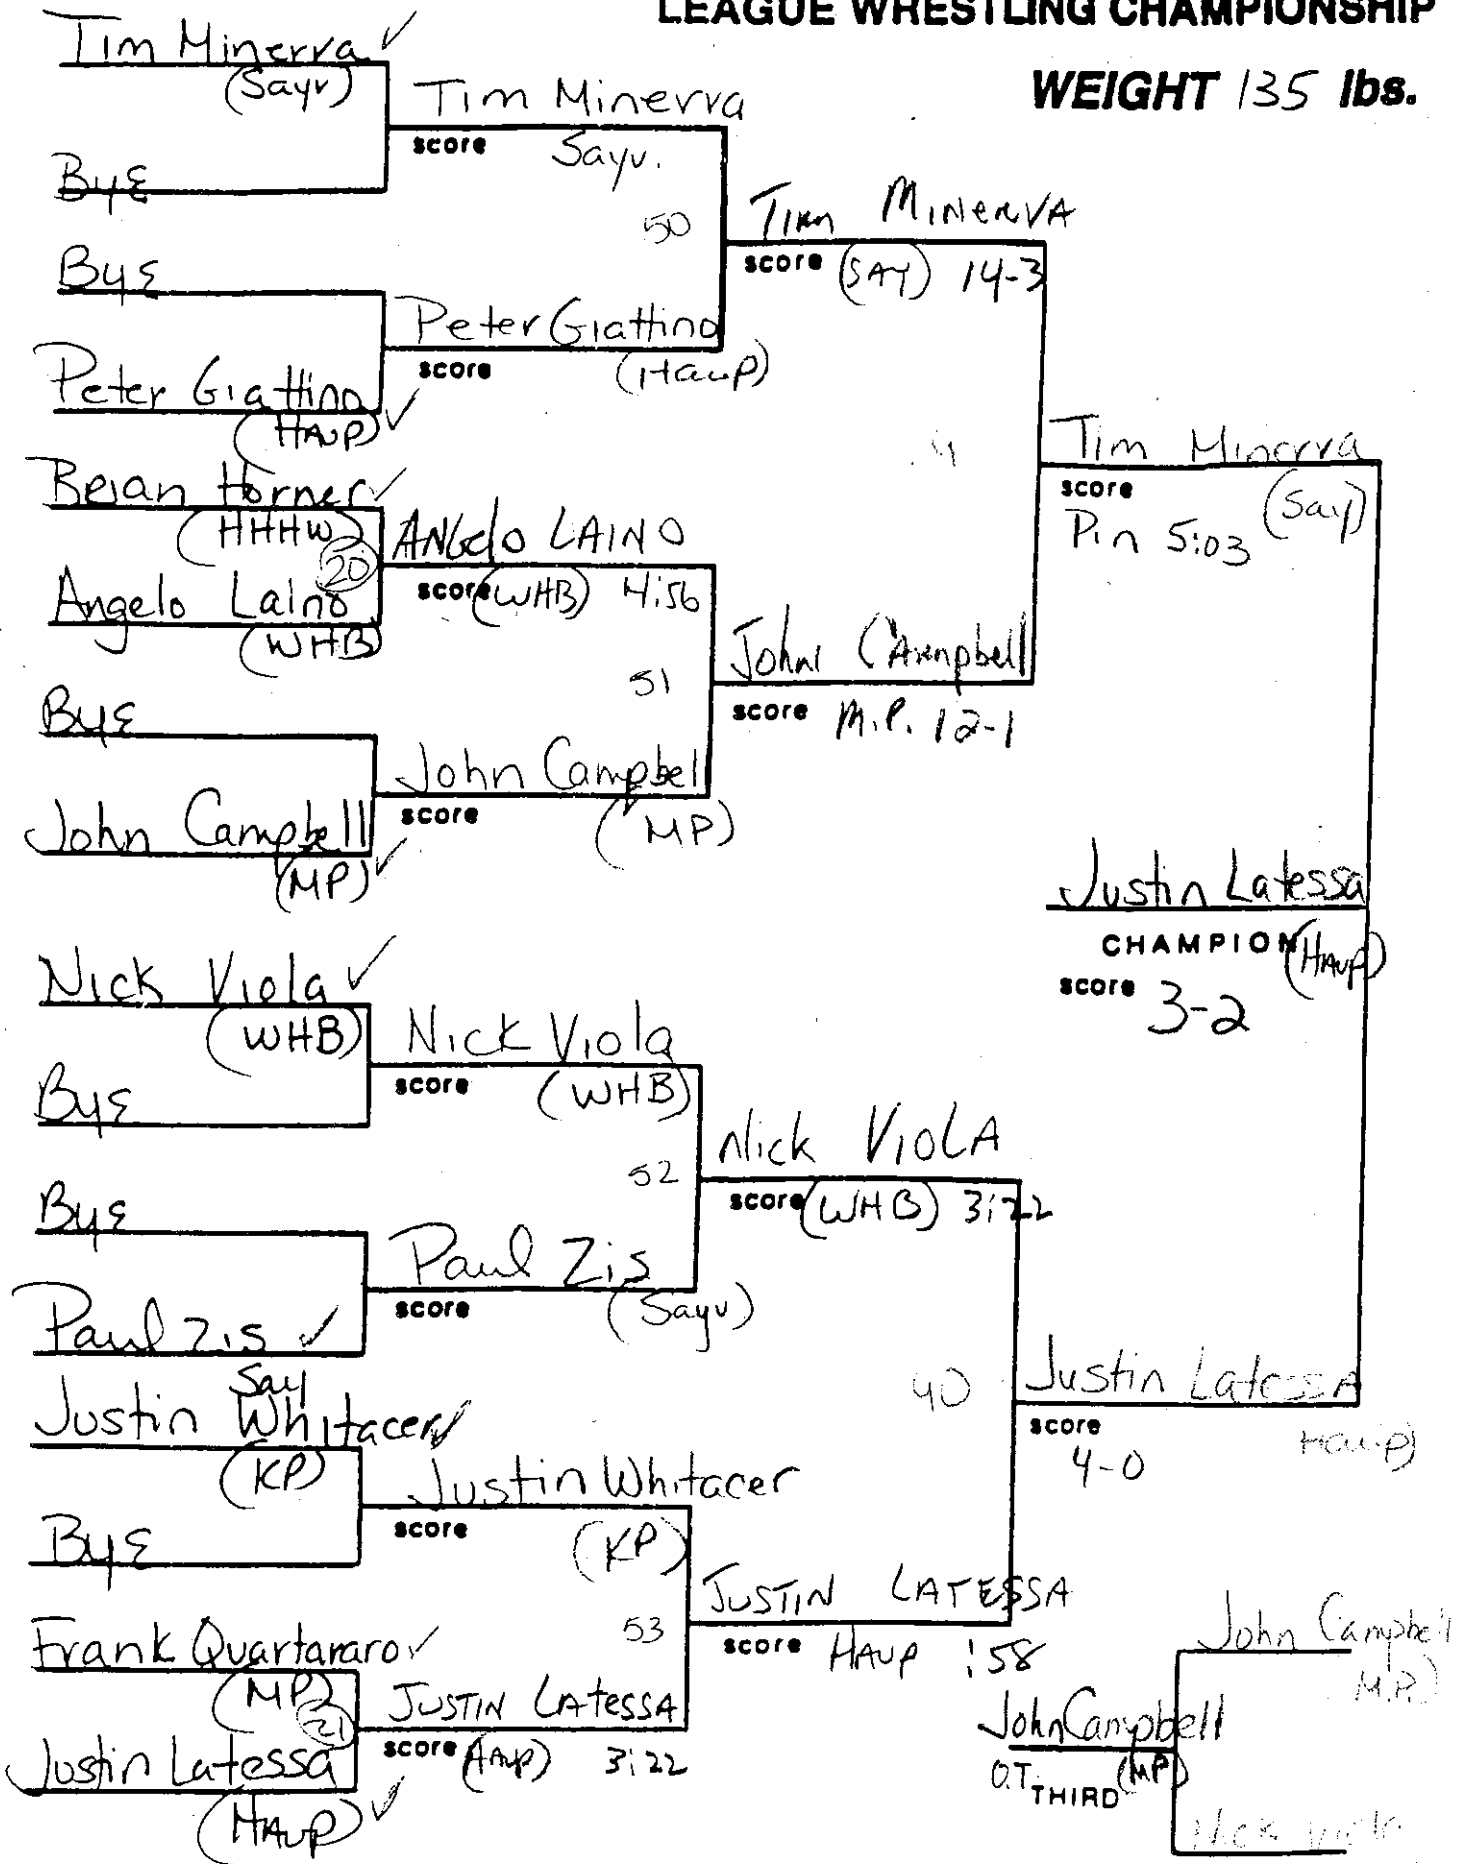 LEAGUE WRESTLING CHAMPIONSHIP
WEIGHT 135 lbs.
Tim Minerva ✓
(Sayv)
Bye
Bye
Peter Giattino
(HAUP) ✓
Brian Horner ✓
(HHHW)
20
Angelo Laino
(WHB)
Bye
John Campbell
(MP) ✓
Nick Viola ✓
(WHB)
Bye
Bye
Paul Zis ✓
Say
Justin Whitacer ✓
(KP)
Bye
Frank Quartararo ✓
(MP)
21
Justin Latessa
(HAUP) ✓
Tim Minerva
score Sayv.
50
Peter Giattino
score (Haup)
ANGelo LAINO
score (WHB) 4:56
51
John Campbell
score (MP)
Nick Viola
score (WHB)
52
Paul Zis
score (Sayv)
Justin Whitacer
score (KP)
53
JUSTIN LATESSA
score (HAUP) 3:22
Tim MINERVA
score (SAY) 14-3
John Campbell
score M.P. 12-1
Nick VIOLA
score (WHB) 3:22
40
JUSTIN LATESSA
score HAUP :58
Tim Minerva
score (Say)
Pin 5:03
Justin Latessa
score (Haup)
4-0
Justin Latessa
CHAMPION (HAUP)
score 3-2
John Campbell
M.P.)
John Campbell
O.T. THIRD (MP)
Nick Viola